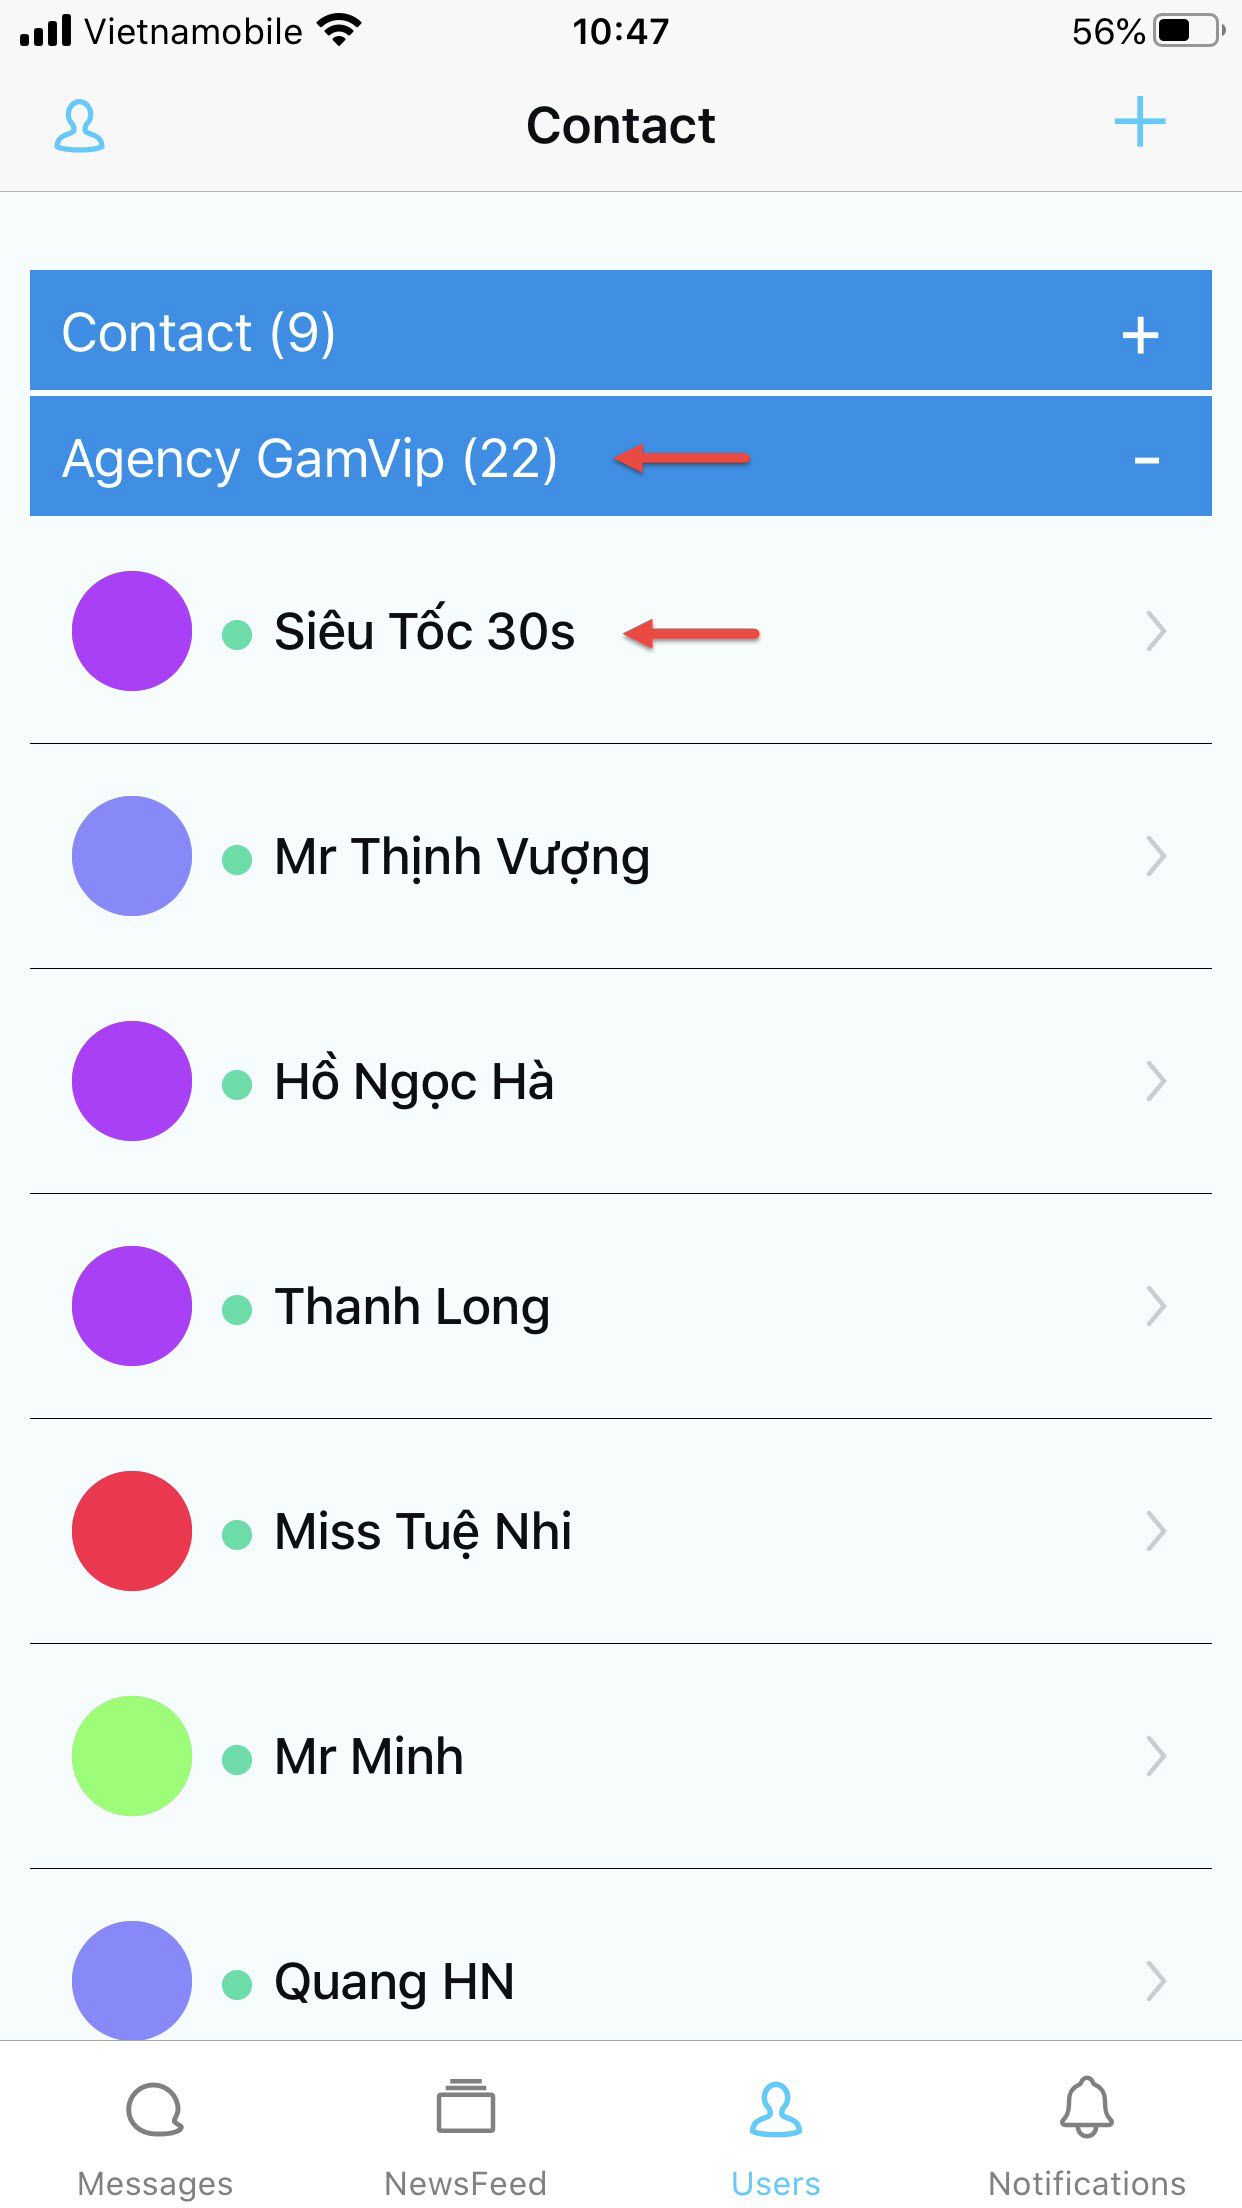 Vietnamobile 10:47 56%
Contact
Contact (9)
Agency GamVip (22)
Siêu Tốc 30s
Mr Thịnh Vượng
Hồ Ngọc Hà
Thanh Long
Miss Tuệ Nhi
Mr Minh
Quang HN
Messages NewsFeed Users Notifications